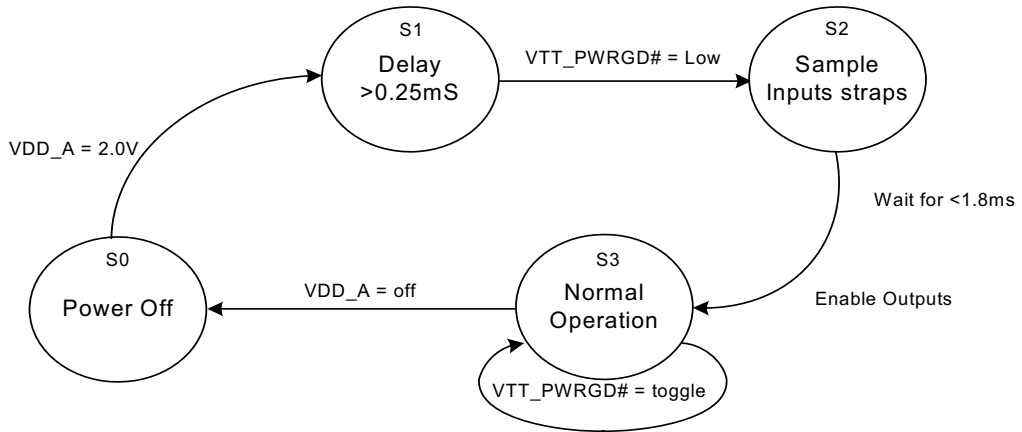 S1
Delay
>0.25mS
VTT_PWRGD# = Low
S2
Sample
Inputs straps
VDD_A = 2.0V
Wait for <1.8ms
S0
Power Off
VDD_A = off
S3
Normal
Operation
Enable Outputs
VTT_PWRGD# = toggle